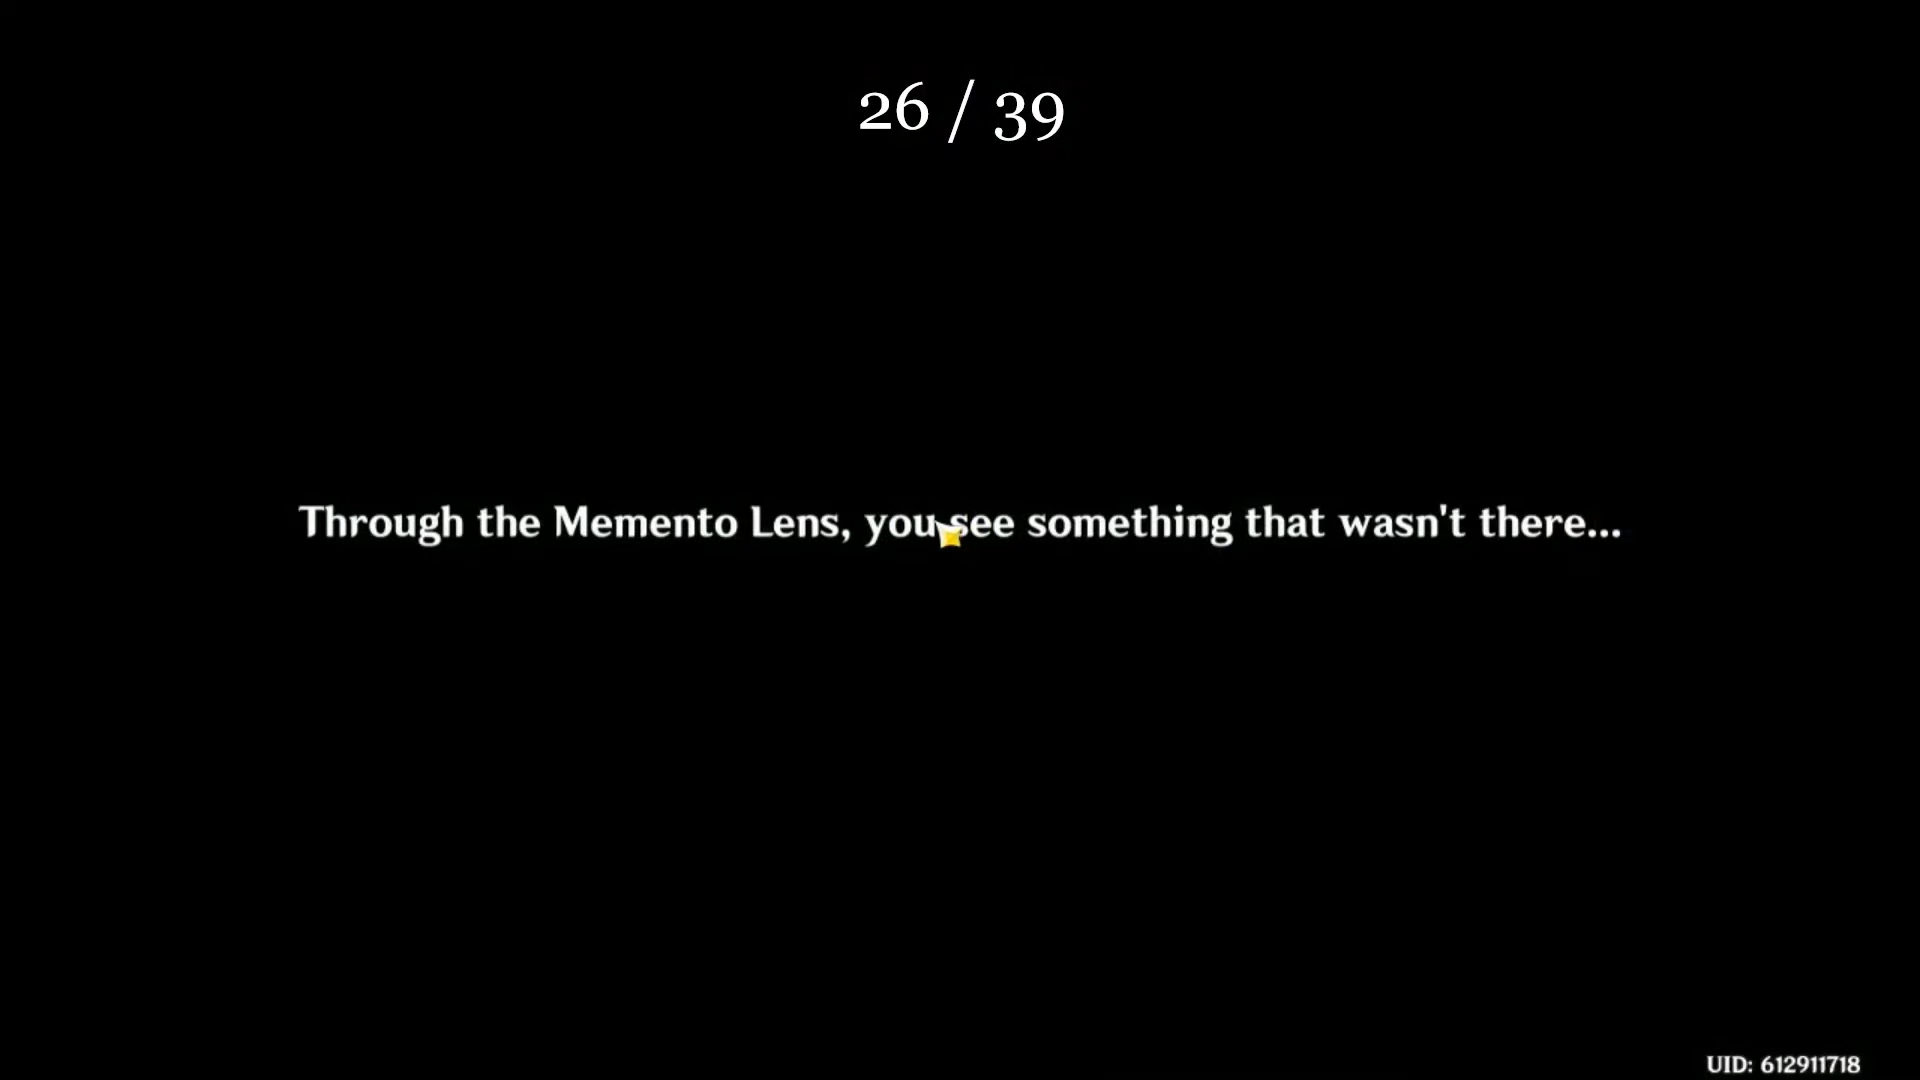 26 / 39
Through the Memento Lens, you see something that wasn't there...
UID: 612911718